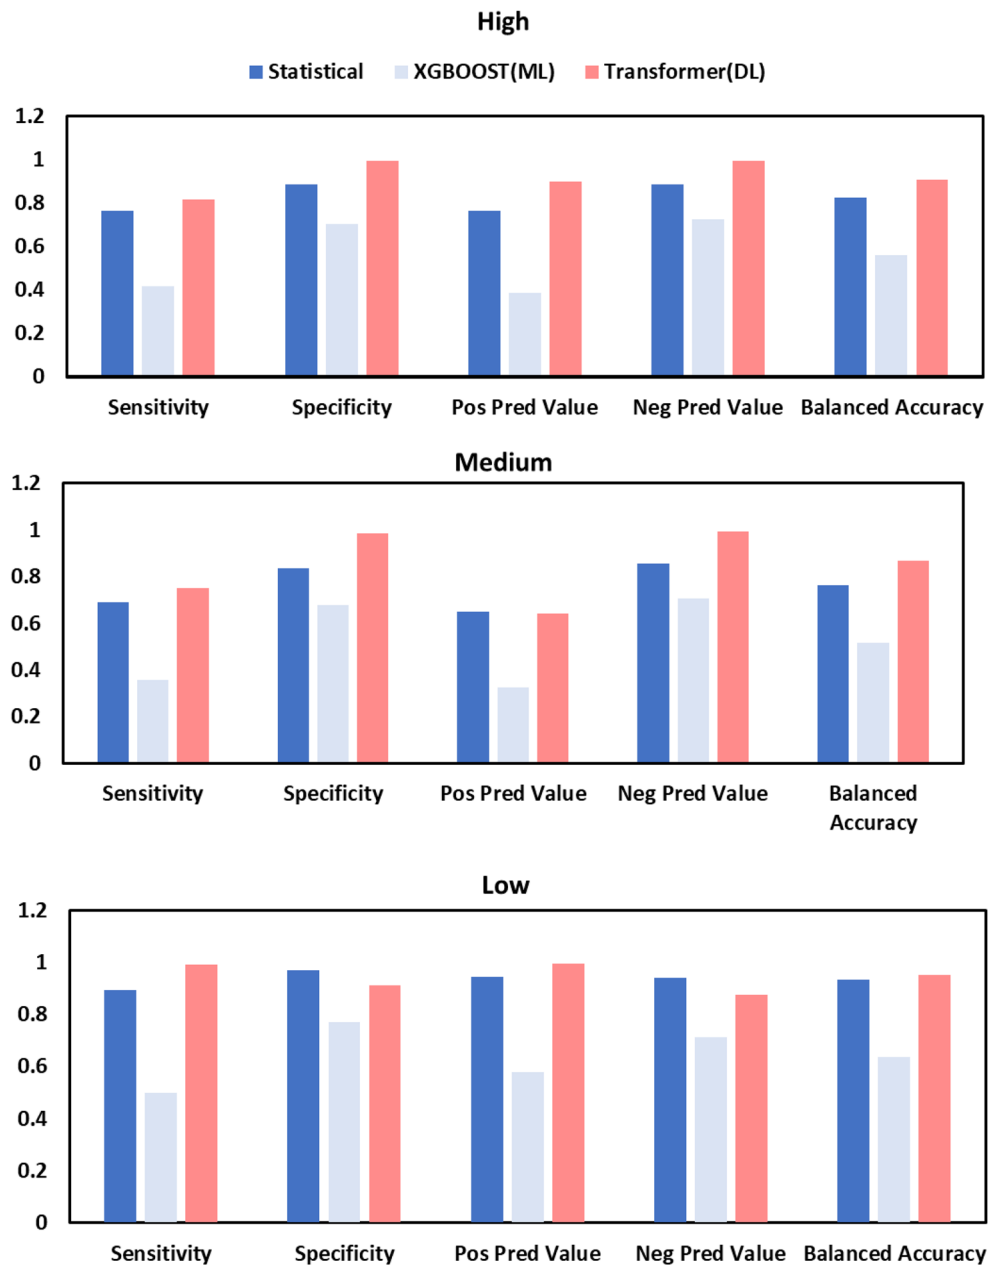 High
Statistical XGBOOST(ML) Transformer(DL)
1.2
1
0.8
0.6
0.4
0.2
0
Sensitivity Specificity Pos Pred Value Neg Pred Value Balanced Accuracy
Medium
1.2
1
0.8
0.6
0.4
0.2
0
Sensitivity Specificity Pos Pred Value Neg Pred Value Balanced
Accuracy
Low
1.2
1
0.8
0.6
0.4
0.2
0
Sensitivity Specificity Pos Pred Value Neg Pred Value Balanced Accuracy